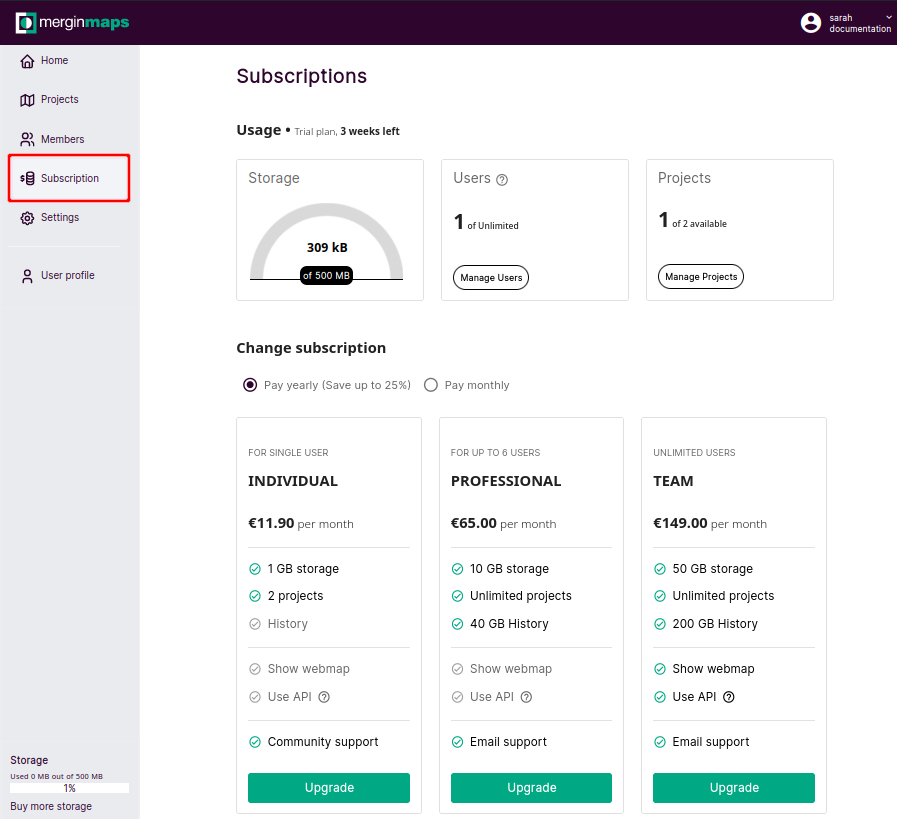 merginmaps
sarah
documentation
Home
Projects
Members
Subscription
Settings
User profile
Storage
Used 0 MB out of 500 MB
1%
Buy more storage
Subscriptions
Usage • Trial plan, 3 weeks left
Storage
309 kB
of 500 MB
Users ?
1 of Unlimited
Manage Users
Projects
1 of 2 available
Manage Projects
Change subscription
Pay yearly (Save up to 25%) Pay monthly
FOR SINGLE USER
INDIVIDUAL
€11.90 per month
1 GB storage
2 projects
History
Show webmap
Use API ?
Community support
Upgrade
FOR UP TO 6 USERS
PROFESSIONAL
€65.00 per month
10 GB storage
Unlimited projects
40 GB History
Show webmap
Use API ?
Email support
Upgrade
UNLIMITED USERS
TEAM
€149.00 per month
50 GB storage
Unlimited projects
200 GB History
Show webmap
Use API ?
Email support
Upgrade